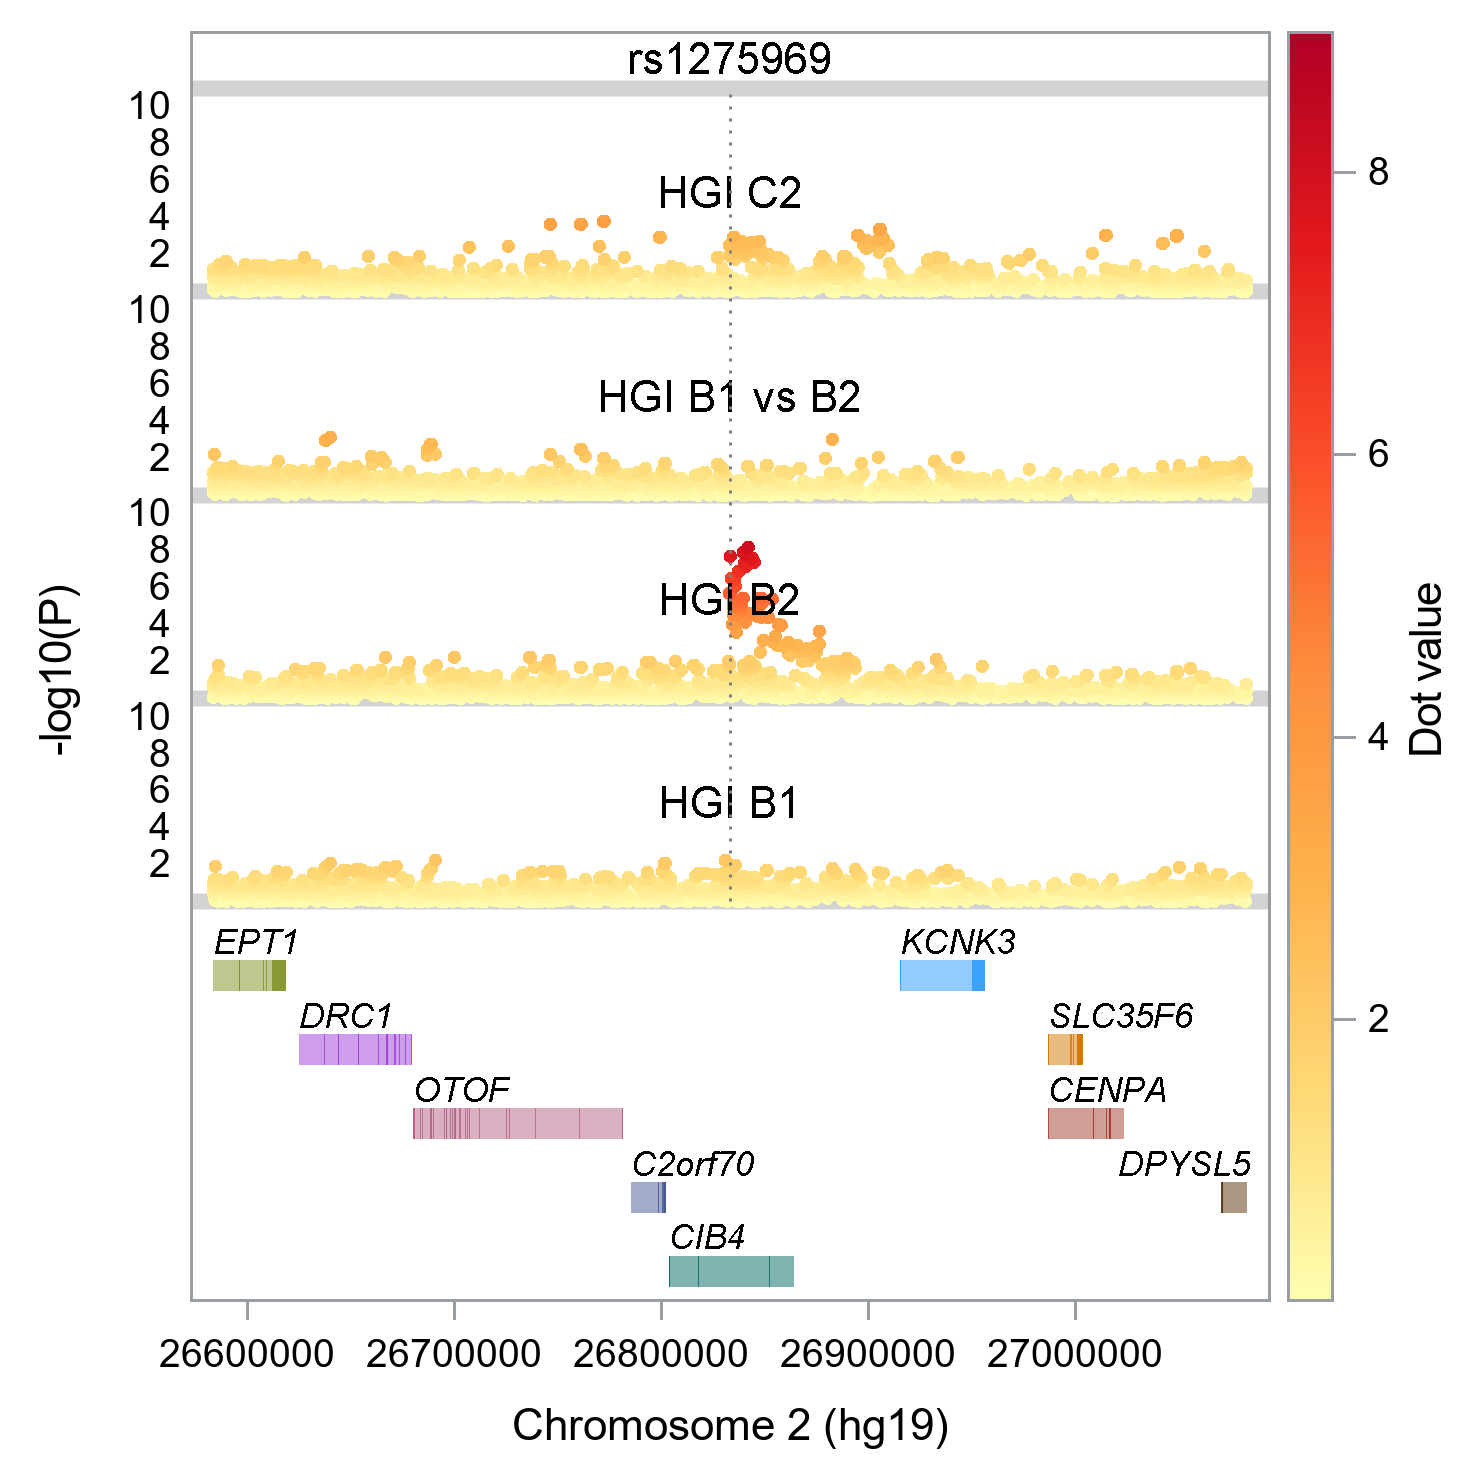 rs1275969
10
8
6
4
2
HGI C2
10
8
6
4
2
HGI B1 vs B2
10
8
6
4
2
HGI B2
10
8
6
4
2
HGI B1
-log10(P)
EPT1
KCNK3
DRC1
SLC35F6
OTOF
CENPA
C2orf70
DPYSL5
CIB4
26600000 26700000 26800000 26900000 27000000
Chromosome 2 (hg19)
8
6
4
2
Dot value